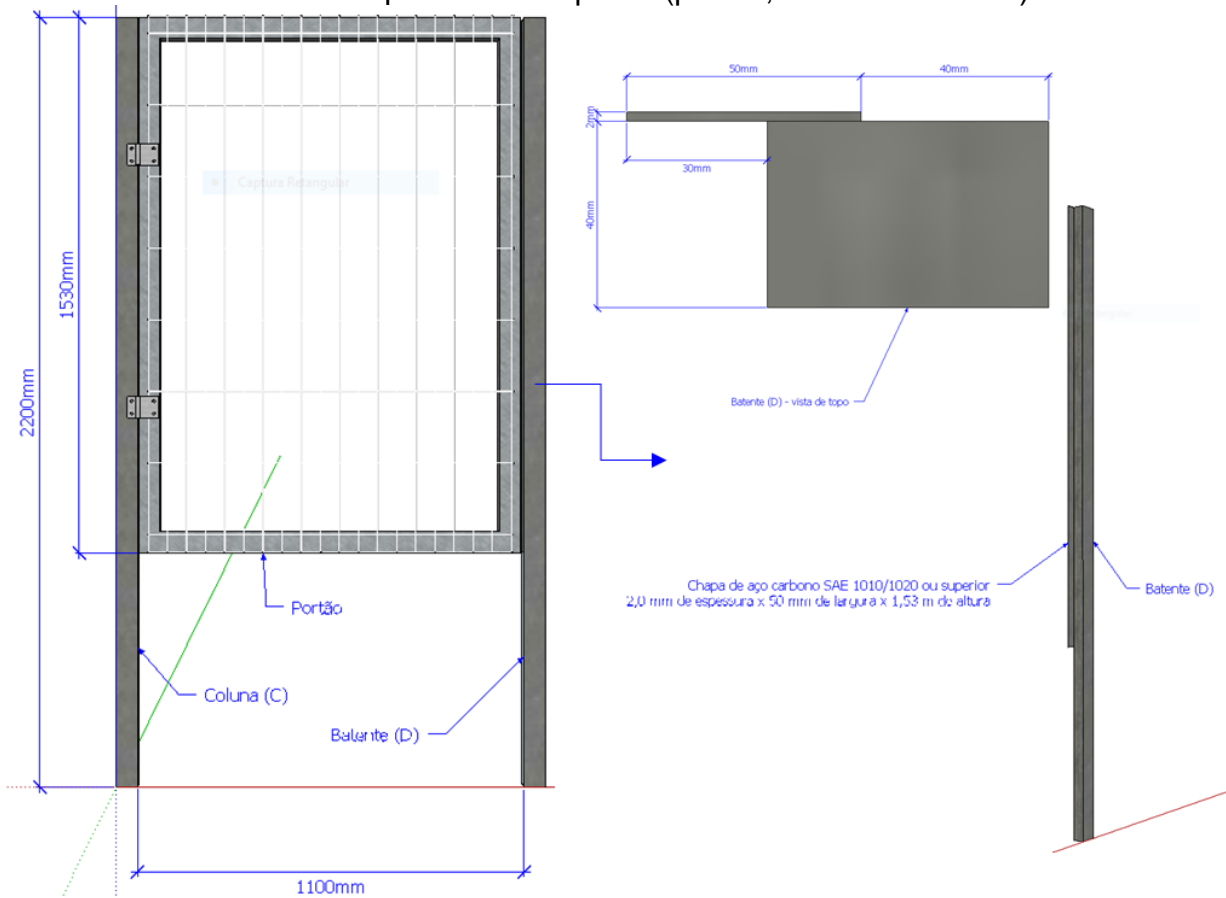 50mm
40mm
2mm
30mm
40mm
Captura Retangular
1530mm
2200mm
Batente (D) - vista de topo
Chapa de aço carbono SAE 1010/1020 ou superior
2,0 mm de espessura x 50 mm de largura x 1,53 m de altura
Batente (D)
Portão
Coluna (C)
Batente (D)
1100mm